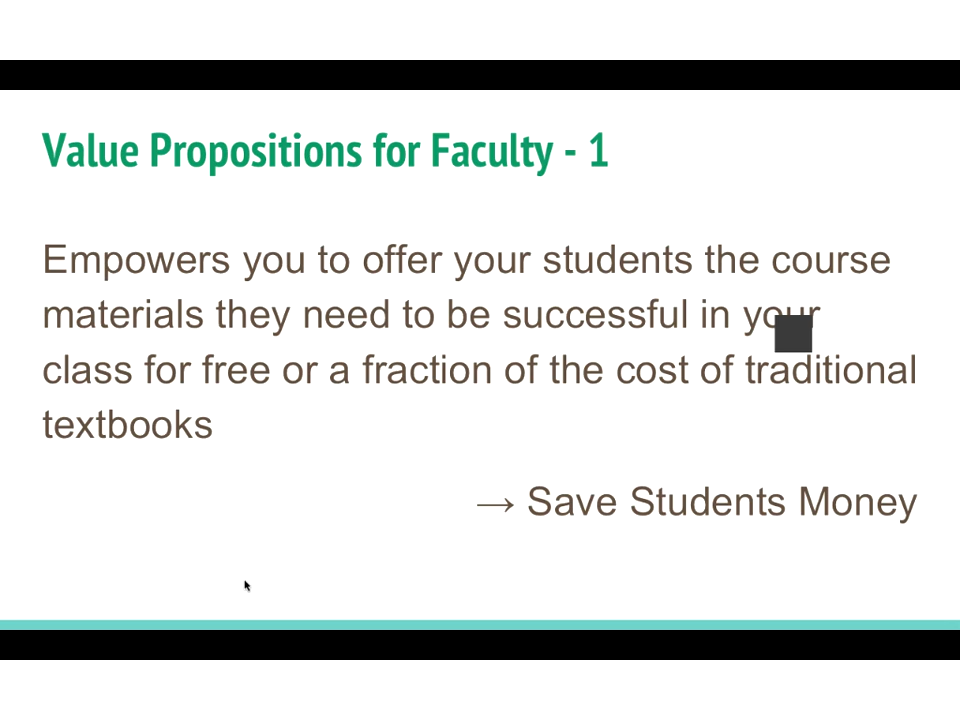 Value Propositions for Faculty - 1
Empowers you to offer your students the course
materials they need to be successful in your
class for free or a fraction of the cost of traditional
textbooks
→ Save Students Money